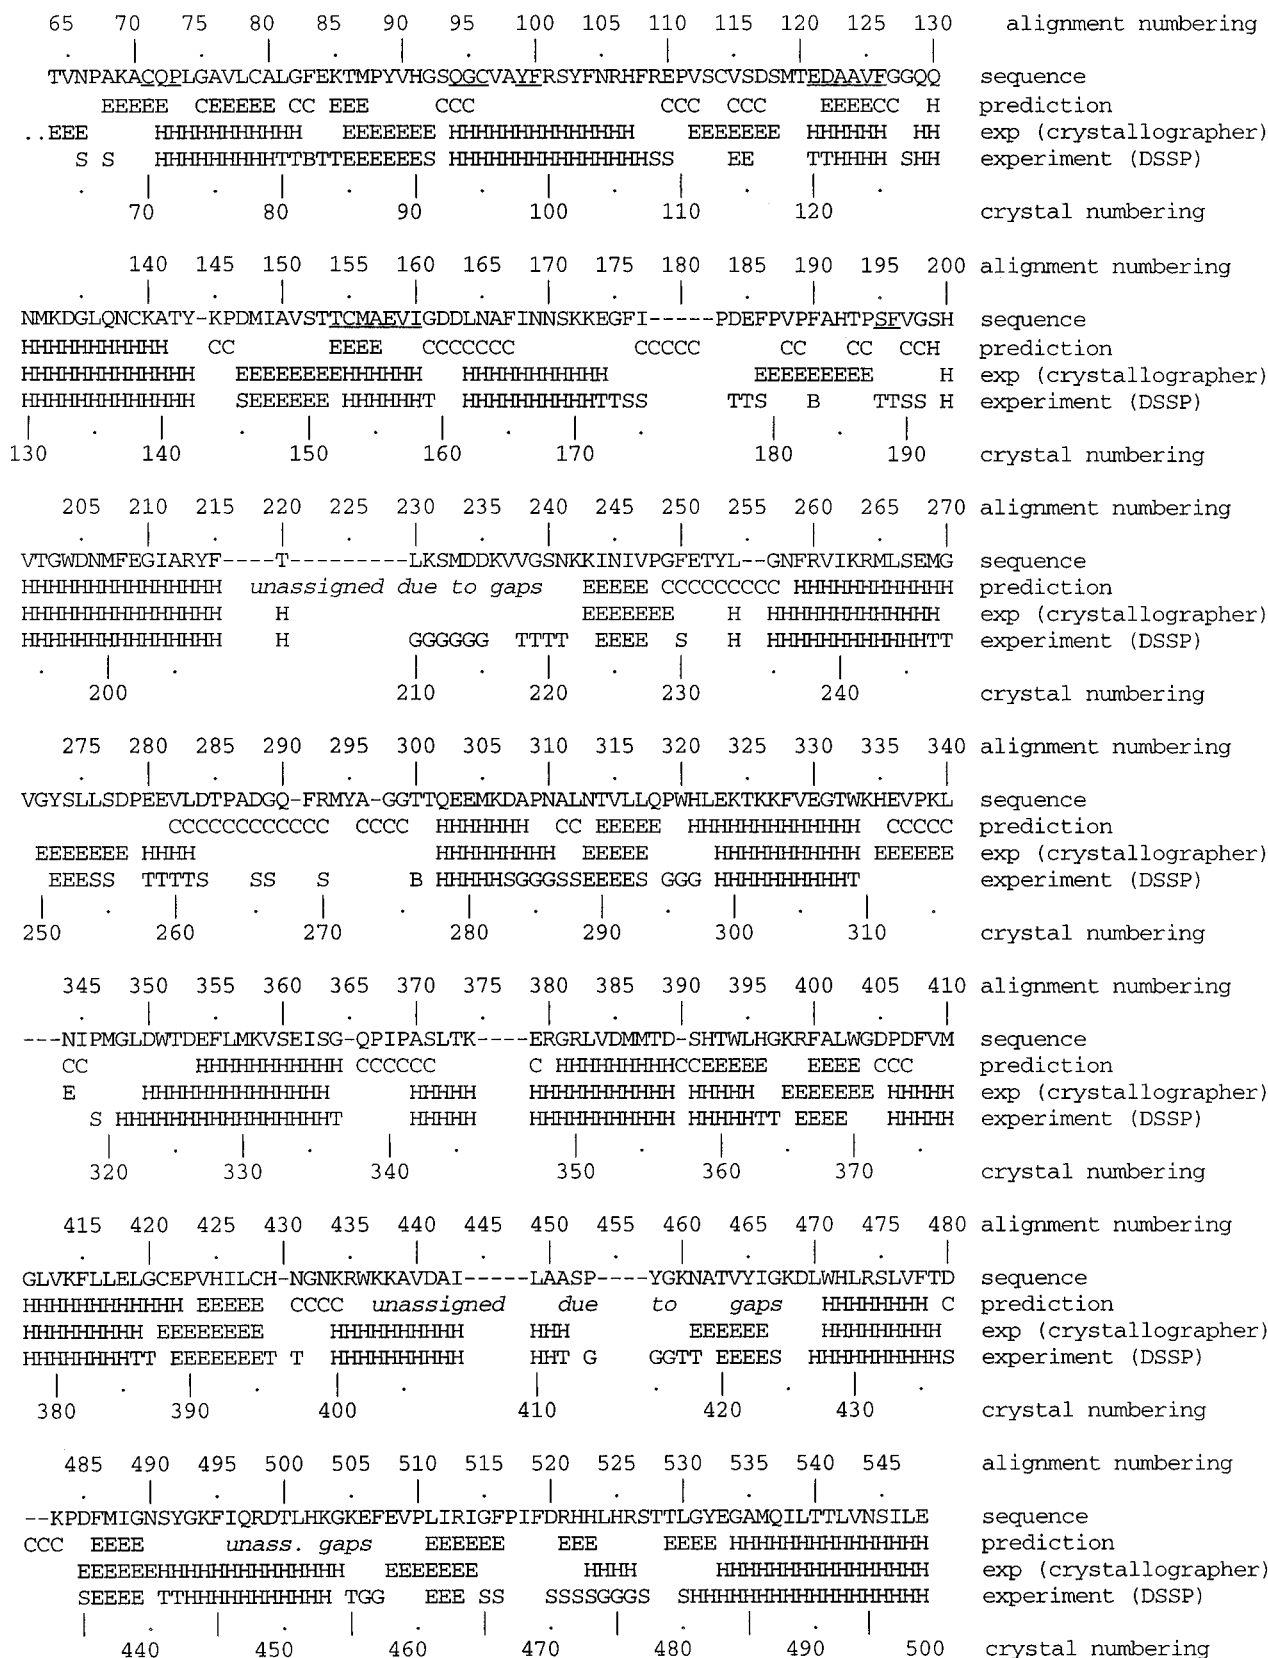 65 70 75 80 85 90 95 100 105 110 115 120 125 130 alignment numbering
TVNPAKACQPLGAVLCALGFEKTMPYVHGSQGCVAYFRSYFNRHFREPVSCVSDSMTEDAAVFGGQQ sequence
EEEEE CEEEEE CC EEE CCC CCC CCC EEEECC H prediction
..EEE HHHHHHHHHHH EEEEEEE HHHHHHHHHHHHHH EEEEEEE HHHHHH HH exp (crystallographer)
S S HHHHHHHHHTTBTTEEEEEEES HHHHHHHHHHHHHHHSS EE TTHHHH SHH experiment (DSSP)
70 80 90 100 110 120 crystal numbering
140 145 150 155 160 165 170 175 180 185 190 195 200 alignment numbering
NMKDGLQNCKATY-KPDMIAVSTTCMAEVIGDDLNAFINNSKKEGFI-----PDEFPVPFAHTPSFVGSH sequence
HHHHHHHHHHH CC EEEE CCCCCCC CCCCC CC CC CCH prediction
HHHHHHHHHHHHH EEEEEEEEHHHHHH HHHHHHHHHHH EEEEEEEEE H exp (crystallographer)
HHHHHHHHHHHHH SEEEEEE HHHHHHT HHHHHHHHHHTTSS TTS B TTSS H experiment (DSSP)
130 140 150 160 170 180 190 crystal numbering
205 210 215 220 225 230 235 240 245 250 255 260 265 270 alignment numbering
VTGWDNMFEGIARYF----T---------LKSMDDKVVGSNKKINIVPGFETYL--GNFRVIKRMLSEMG sequence
HHHHHHHHHHHHHHH unassigned due to gaps EEEEE CCCCCCCCC HHHHHHHHHHHH prediction
HHHHHHHHHHHHHHH H EEEEEEE H HHHHHHHHHHHHH exp (crystallographer)
HHHHHHHHHHHHHHH H GGGGGG TTTT EEEE S H HHHHHHHHHHHHTT experiment (DSSP)
200 210 220 230 240 crystal numbering
275 280 285 290 295 300 305 310 315 320 325 330 335 340 alignment numbering
VGYSLLSDPEEVLDTPADGQ-FRMYA-GGTTQEEMKDAPNALNTVLLQPWHLEKTKKFVEGTWKHEVPKL sequence
CCCCCCCCCCCC CCCC HHHHHHH CC EEEEE HHHHHHHHHHHHH CCCCC prediction
EEEEEEE HHHH HHHHHHHHH EEEEE HHHHHHHHHHH EEEEEE exp (crystallographer)
EEESS TTTTS SS S B HHHHHSGGGSSEEEES GGG HHHHHHHHHHT experiment (DSSP)
250 260 270 280 290 300 310 crystal numbering
345 350 355 360 365 370 375 380 385 390 395 400 405 410 alignment numbering
---NIPMGLDWTDEFLMKVSEISG-QPIPASLTK----ERGRLVDMMTD-SHTWLHGKRFALWGDPDFVM sequence
CC HHHHHHHHHHH CCCCCC C HHHHHHHHHCCEEEEE EEEE CCC prediction
E HHHHHHHHHHHHHH HHHHH HHHHHHHHHHH HHHHH EEEEEEE HHHHH exp (crystallographer)
S HHHHHHHHHHHHHHHHT HHHHH HHHHHHHHHHH HHHHHTT EEEE HHHHH experiment (DSSP)
320 330 340 350 360 370 crystal numbering
415 420 425 430 435 440 445 450 455 460 465 470 475 480 alignment numbering
GLVKFLLELGCEPVHILCH-NGNKRWKKAVDAI-----LAASP----YGKNATVYIGKDLWHLRSLVFTD sequence
HHHHHHHHHHHH EEEEE CCCC unassigned due to gaps HHHHHHHH C prediction
HHHHHHHHH EEEEEEEE HHHHHHHHHH HHH EEEEEE HHHHHHHHH exp (crystallographer)
HHHHHHHHTT EEEEEEET T HHHHHHHHHH HHT G GGTT EEEES HHHHHHHHHHS experiment (DSSP)
380 390 400 410 420 430 crystal numbering
485 490 495 500 505 510 515 520 525 530 535 540 545 alignment numbering
--KPDFMIGNSYGKFIQRDTLHKGKEFEVPLIRIGFPIFDRHHLHRSTTLGYEGAMQILTTLVNSILE sequence
CCC EEEE unass. gaps EEEEEE EEE EEEE HHHHHHHHHHHHHHH prediction
EEEEEEHHHHHHHHHHHHHH EEEEEEE HHHH HHHHHHHHHHHHHHHH exp (crystallographer)
SEEEE TTHHHHHHHHHHH TGG EEE SS SSSSGGGS SHHHHHHHHHHHHHHHHHH experiment (DSSP)
440 450 460 470 480 490 500 crystal numbering